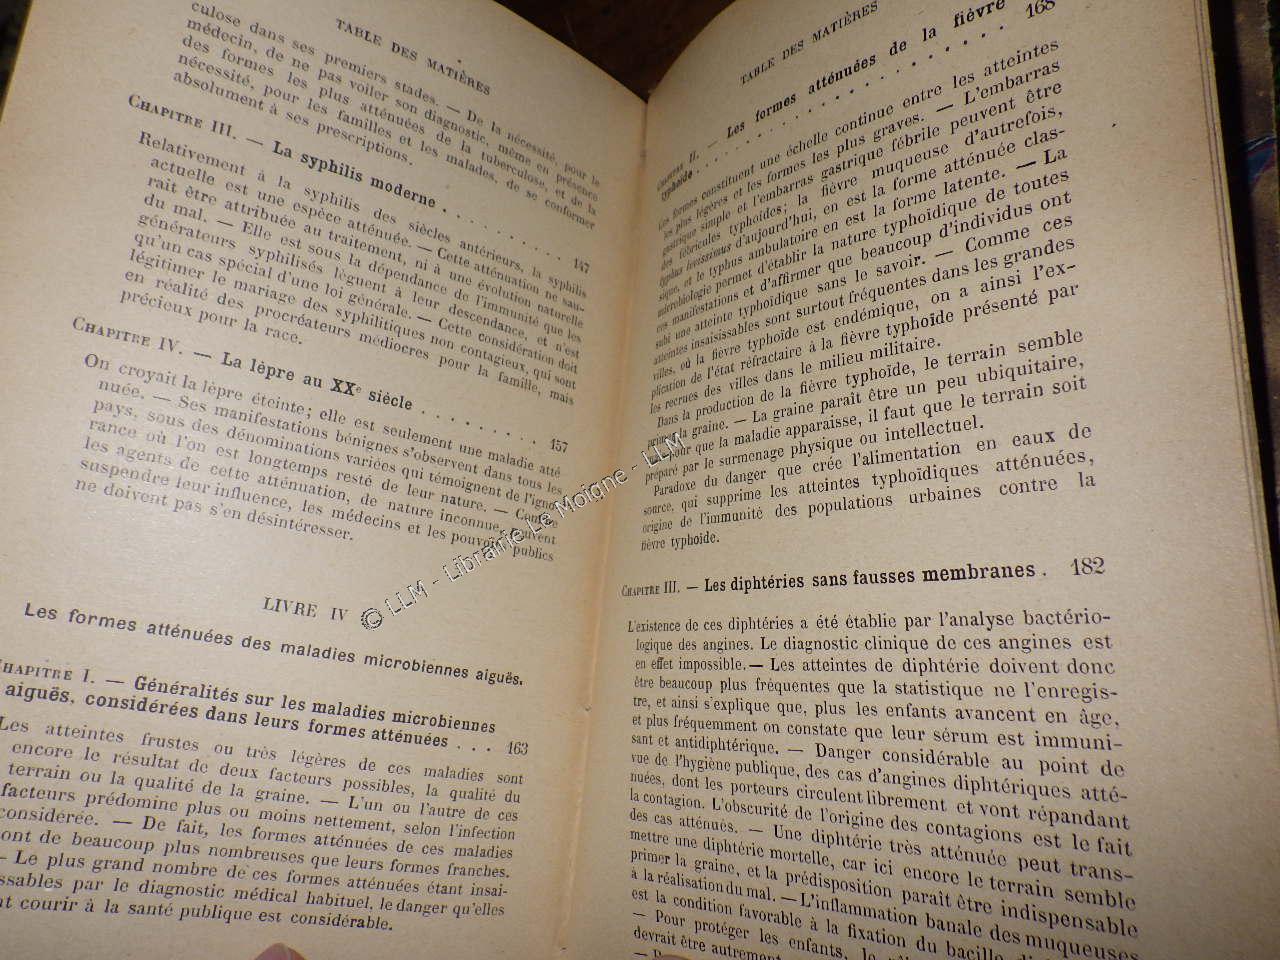 TABLE DES MATIÈRES
culose dans ses premiers stades. — De la nécessité, pour le
médecin, de ne pas voiler son diagnostic, même en présence
des formes les plus atténuées de la tuberculose, et de la
nécessité, pour les familles et les malades, de se conformer
absolument à ses prescriptions.
CHAPITRE III. — La syphilis moderne . . . . . . . . . 147
Relativement à la syphilis des siècles antérieurs, la syphilis
actuelle est une espèce atténuée. — Cette atténuation ne sau-
rait être attribuée au traitement, ni à une évolution naturelle
du mal. — Elle est sous la dépendance de l'immunité que les
générateurs syphilisés lèguent à leur descendance, et n'est
qu'un cas spécial d'une loi générale. — Cette considération doit
légitimer le mariage des syphilitiques non contagieux, qui sont
en réalité des procréateurs médiocres pour la famille, mais
précieux pour la race.
CHAPITRE IV. — La lèpre au XXe siècle . . . . . . . . 157
On croyait la lèpre éteinte; elle est seulement une maladie atté
nuée. — Ses manifestations bénignes s'observent dans tous les
pays, sous des dénominations variées qui témoignent de l'igno
rance où l'on est longtemps resté de leur nature. — Comme
les agents de cette atténuation, de nature inconnue, peuvent
suspendre leur influence, les médecins et les pouvoirs publics
ne doivent pas s'en désintéresser.
LIVRE IV
Les formes atténuées des maladies microbiennes aiguës.
CHAPITRE I. — Généralités sur les maladies microbiennes
aiguës, considérées dans leurs formes atténuées . . . 163
Les atteintes frustes ou très légères de ces maladies sont
encore le résultat de deux facteurs possibles, la qualité du
terrain ou la qualité de la graine. — L'un ou l'autre de ces
facteurs prédomine plus ou moins nettement, selon l'infection
considérée. — De fait, les formes atténuées de ces maladies
ont de beaucoup plus nombreuses que leurs formes franches.
— Le plus grand nombre de ces formes atténuées étant insai-
issables par le diagnostic médical habituel, le danger qu'elles
nt courir à la santé publique est considérable.
TABLE DES MATIÈRES
CHAPITRE II. — Les formes atténuées de la fièvre
typhoïde . . . . . . . . . . . . . . . 168
Ces formes constituent une échelle continue entre les atteintes
les plus légères et les formes les plus graves. — L'embarras
gastrique simple et l'embarras gastrique fébrile peuvent être
des fébricules typhoïdes; la fièvre muqueuse d'autrefois,
typhus levissimus d'aujourd'hui, en est la forme atténuée clas-
sique, et le typhus ambulatoire en est la forme latente. — La
microbiologie permet d'établir la nature typhoïdique de toutes
ces manifestations et d'affirmer que beaucoup d'individus ont
subi une atteinte typhoïdique sans le savoir. — Comme ces
atteintes insaisissables sont surtout fréquentes dans les grandes
villes, où la fièvre typhoïde est endémique, on a ainsi l'ex-
plication de l'état réfractaire à la fièvre typhoïde présenté par
les recrues des villes dans le milieu militaire.
Dans la production de la fièvre typhoïde, le terrain semble
primer la graine. — La graine paraît être un peu ubiquitaire,
mais pour que la maladie apparaisse, il faut que le terrain soit
préparé par le surmenage physique ou intellectuel.
Paradoxe du danger que crée l'alimentation en eaux de
source, qui supprime les atteintes typhoïdiques atténuées,
origine de l'immunité des populations urbaines contre la
fièvre typhoïde.
CHAPITRE III. — Les diphtéries sans fausses membranes . 182
L'existence de ces diphtéries a été établie par l'analyse bactério-
logique des angines. Le diagnostic clinique de ces angines est
en effet impossible. — Les atteintes de diphtérie doivent donc
être beaucoup plus fréquentes que la statistique ne l'enregis-
tre, et ainsi s'explique que, plus les enfants avancent en âge,
et plus fréquemment on constate que leur sérum est immuni-
sant et antidiphtérique. — Danger considérable au point de
vue de l'hygiène publique, des cas d'angines diphtériques atté-
nuées, dont les porteurs circulent librement et vont répandant
la contagion. L'obscurité de l'origine des contagions est le fait
des cas atténués. — Une diphtérie très atténuée peut trans-
mettre une diphtérie mortelle, car ici encore le terrain semble
primer la graine, et la prédisposition paraît être indispensable
à la réalisation du mal. — L'inflammation banale des muqueuses
est la condition favorable à la fixation du bacille
— Pour protéger les enfants, le
devrait être autrement
© LLM - Librairie Le Moigne - LLM